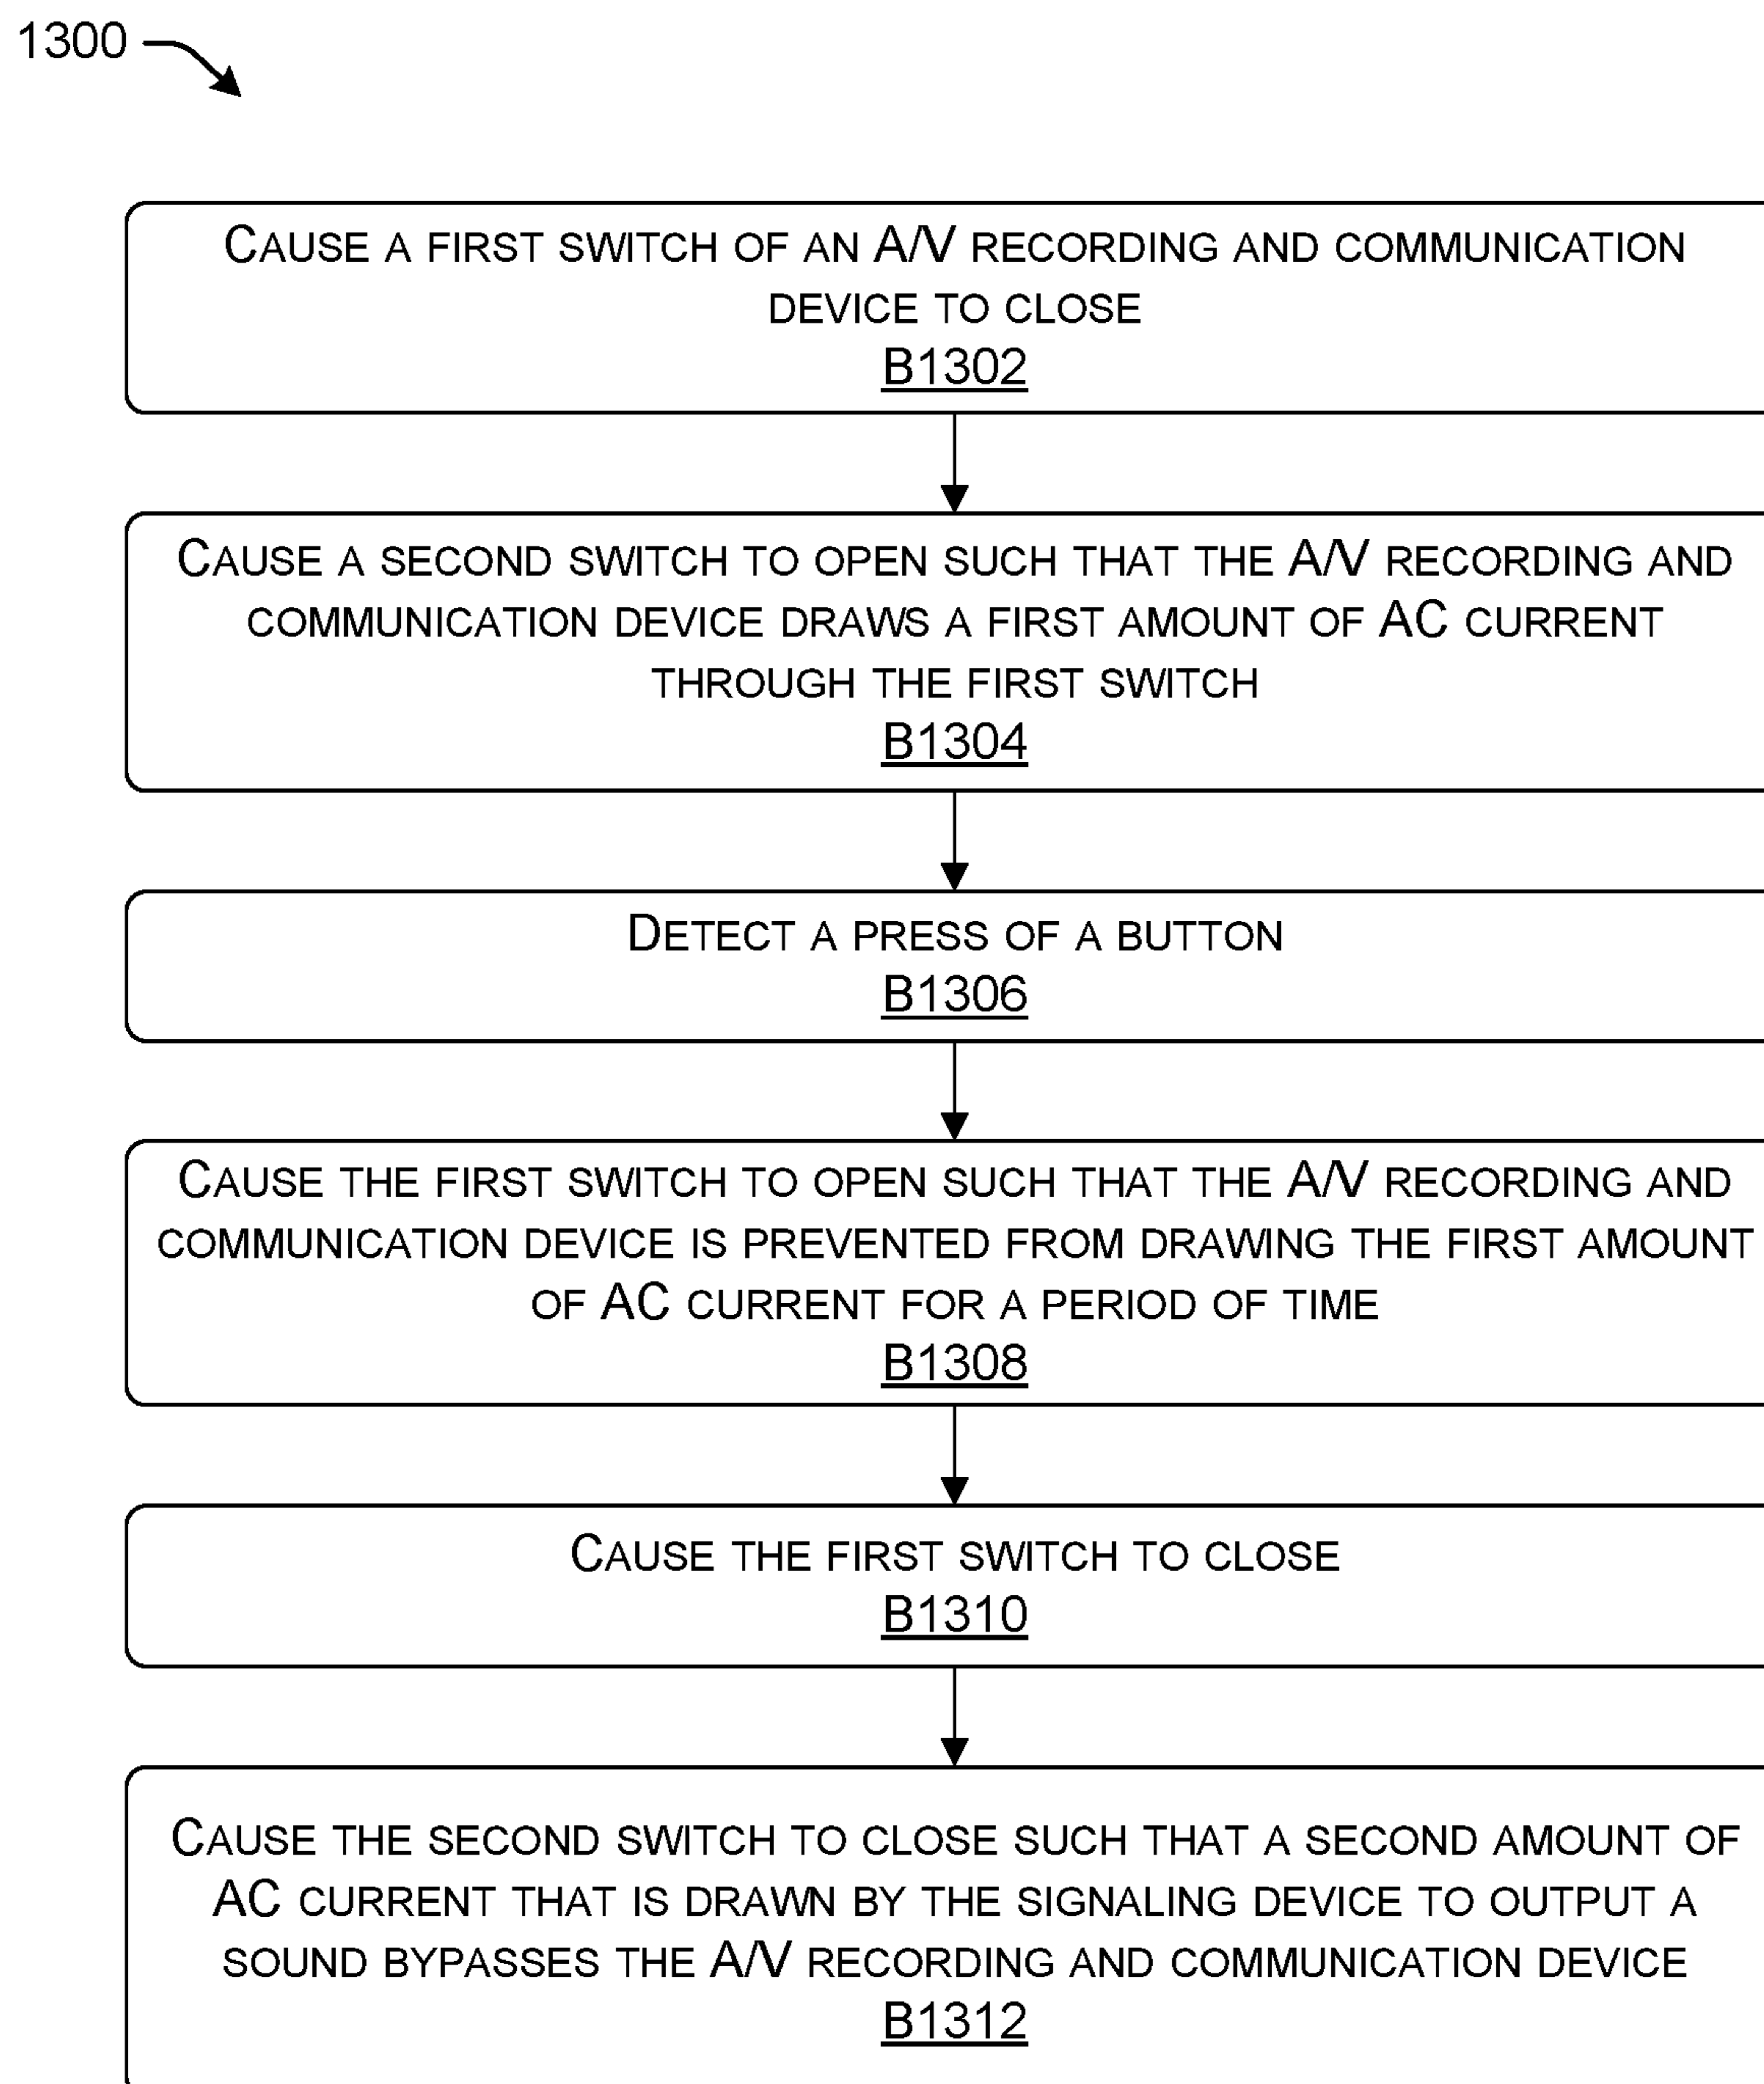 1300
CAUSE A FIRST SWITCH OF AN A/V RECORDING AND COMMUNICATION
DEVICE TO CLOSE
B1302
CAUSE A SECOND SWITCH TO OPEN SUCH THAT THE A/V RECORDING AND
COMMUNICATION DEVICE DRAWS A FIRST AMOUNT OF AC CURRENT
THROUGH THE FIRST SWITCH
B1304
DETECT A PRESS OF A BUTTON
B1306
CAUSE THE FIRST SWITCH TO OPEN SUCH THAT THE A/V RECORDING AND
COMMUNICATION DEVICE IS PREVENTED FROM DRAWING THE FIRST AMOUNT
OF AC CURRENT FOR A PERIOD OF TIME
B1308
CAUSE THE FIRST SWITCH TO CLOSE
B1310
CAUSE THE SECOND SWITCH TO CLOSE SUCH THAT A SECOND AMOUNT OF
AC CURRENT THAT IS DRAWN BY THE SIGNALING DEVICE TO OUTPUT A
SOUND BYPASSES THE A/V RECORDING AND COMMUNICATION DEVICE
B1312